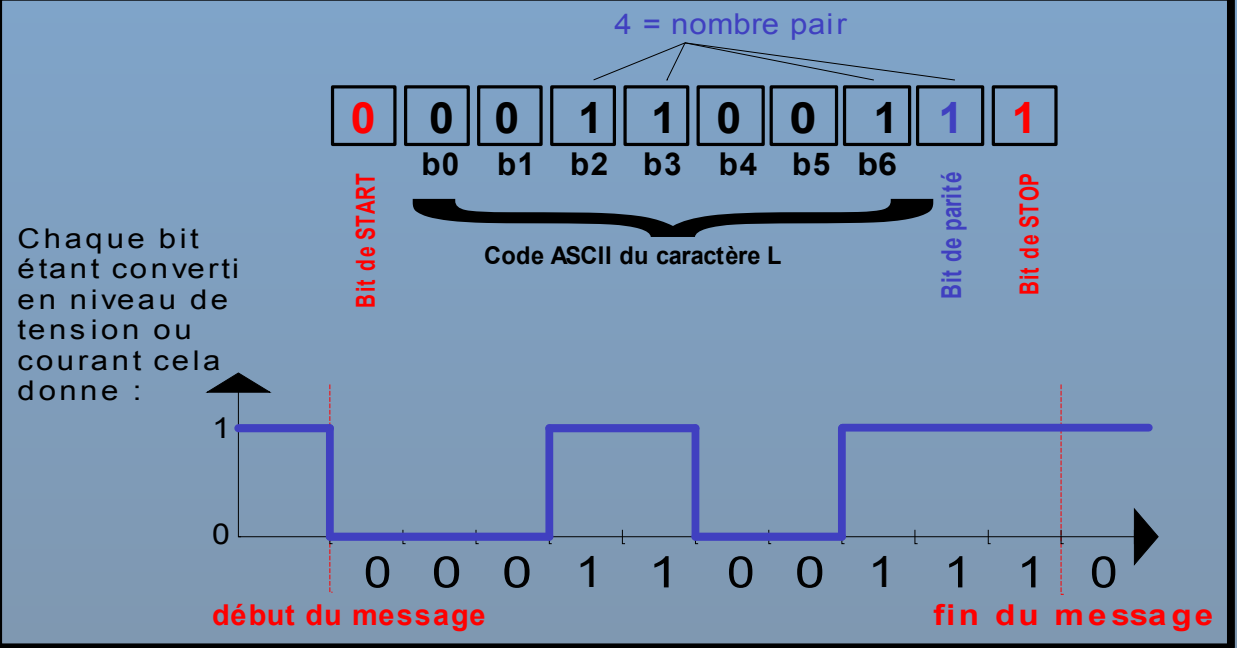 4 = nombre pair
0 0 0 1 1 0 0 1 1 1
b0 b1 b2 b3 b4 b5 b6
Bit de START
Code ASCII du caractère L
Bit de parité
Bit de STOP
Chaque bit
étant converti
en niveau de
tension ou
courant cela
donne :
1
0
0 0 0 1 1 0 0 1 1 1 0
début du message
fin du message